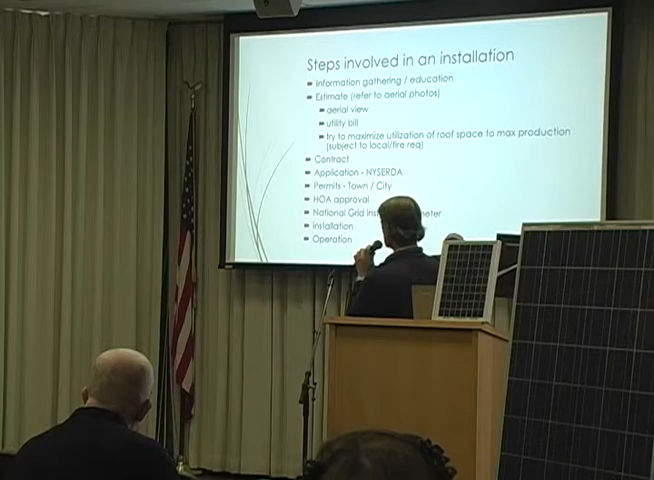 Steps involved in an installation
Information gathering / education
Estimate (refer to aerial photos)
aerial view
utility bill
try to maximize utilization of roof space to max production
(subject to local/fire req)
Contract
Application - NYSERDA
Permits - Town / City
HOA approval
National Grid meter
installation
Operation